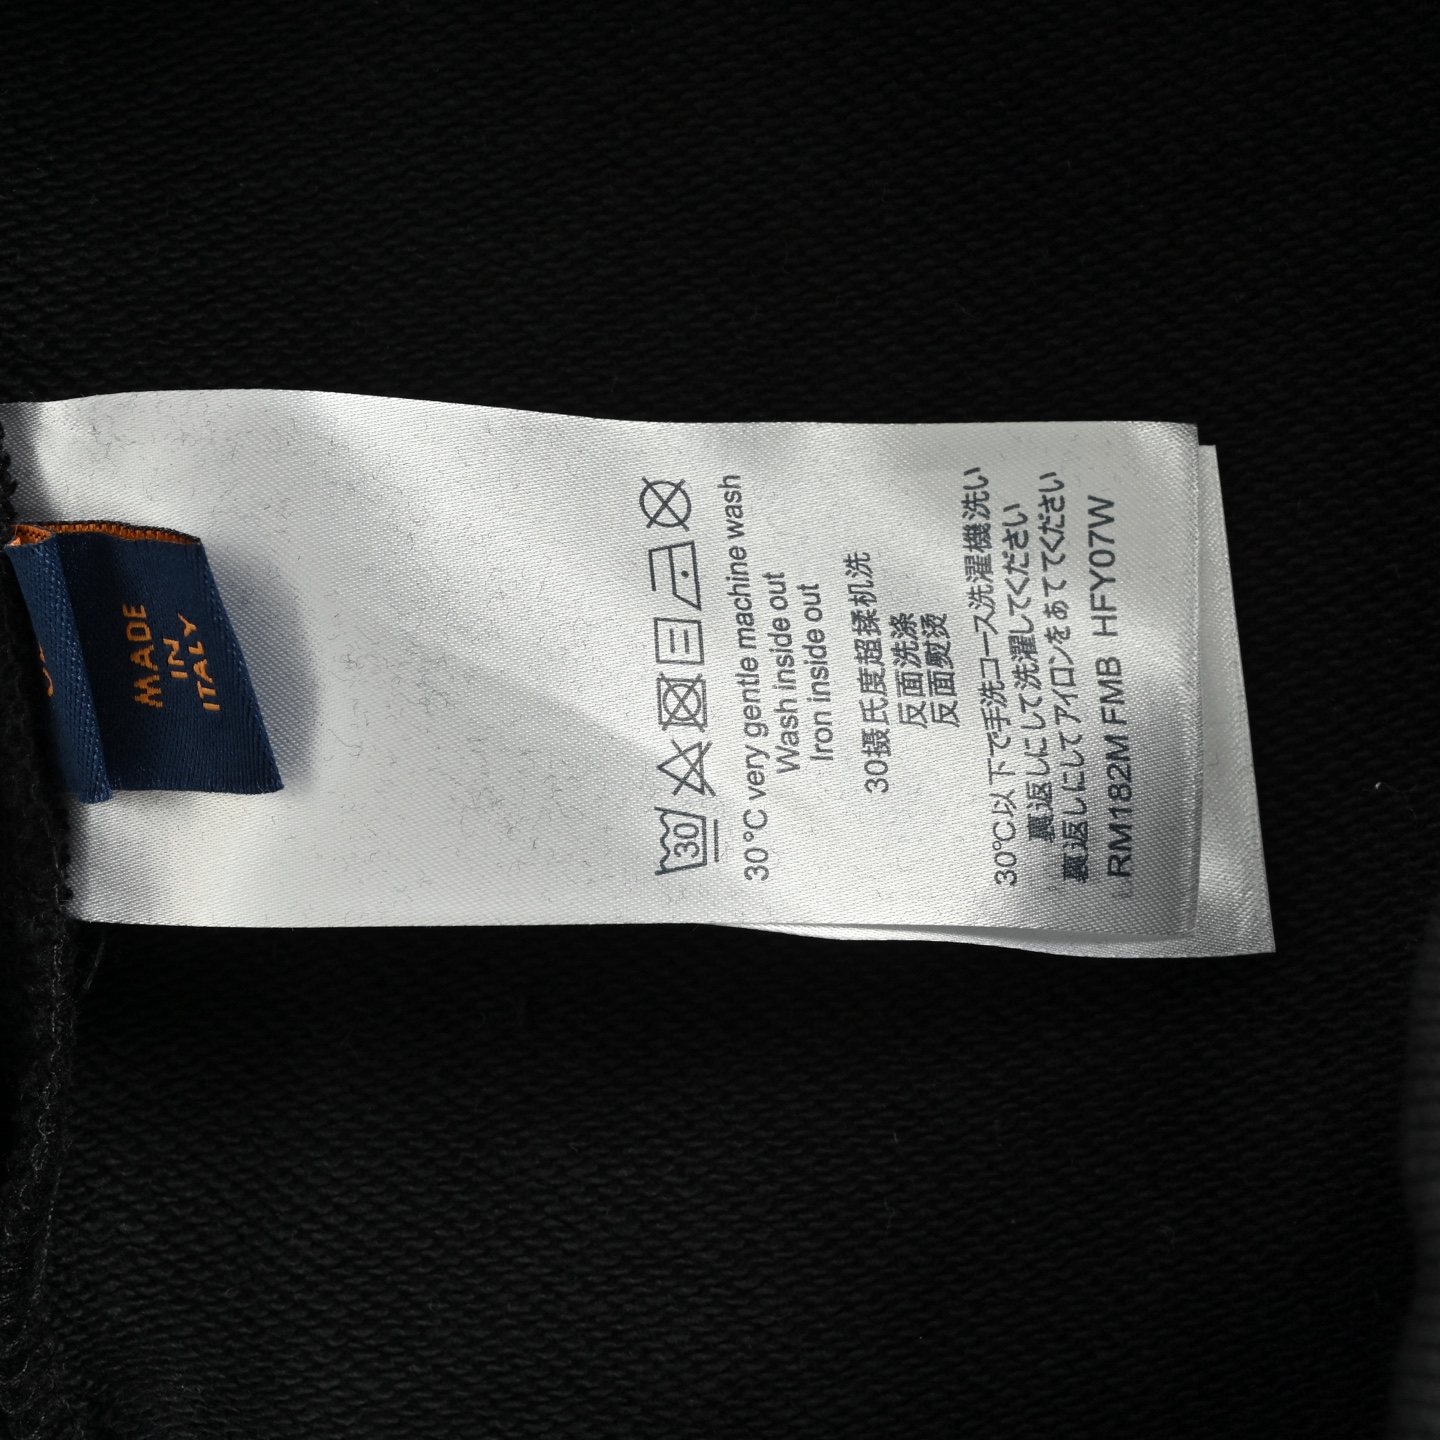 MADE
IN
ITALY
30
30°C very gentle machine wash
Wash inside out
Iron inside out
30摄氏度超揉机洗
反面洗涤
反面熨烫
30℃以下で手洗コース洗濯機洗い
裏返しにして洗濯してください
裏返しにしてアイロンをあててください
RM182M FMB HFY07W